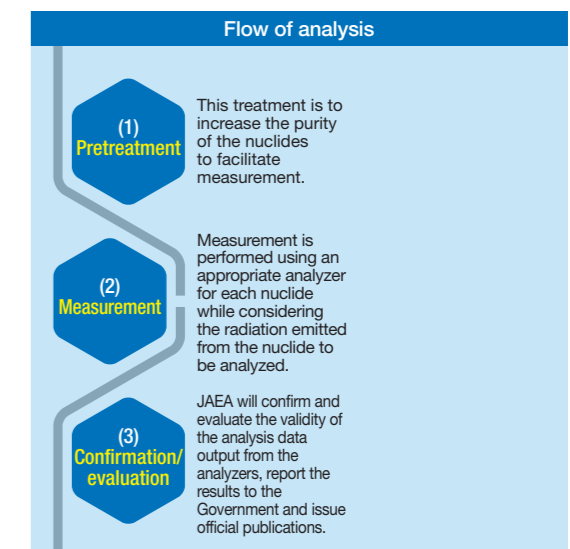 Flow of analysis
(1)
Pretreatment
This treatment is to
increase the purity
of the nuclides
to facilitate
measurement.
(2)
Measurement
Measurement is
performed using an
appropriate analyzer
for each nuclide
while considering
the radiation emitted
from the nuclide to
be analyzed.
(3)
Confirmation/
evaluation
JAEA will confirm and
evaluate the validity of
the analysis data
output from the
analyzers, report the
results to the
Government and issue
official publications.